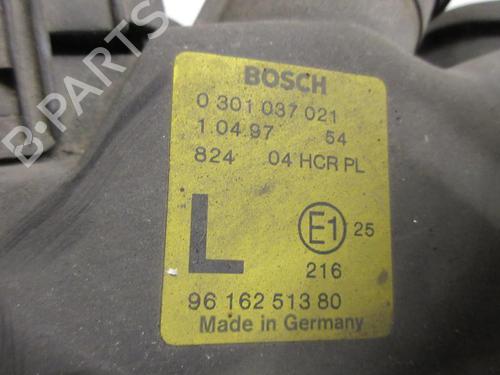 BOSCH
0 301 037 021
1 04 97 54
824 04 HCR PL
L E1 25
216
96 162 513 80
Made in Germany
B-PARTS